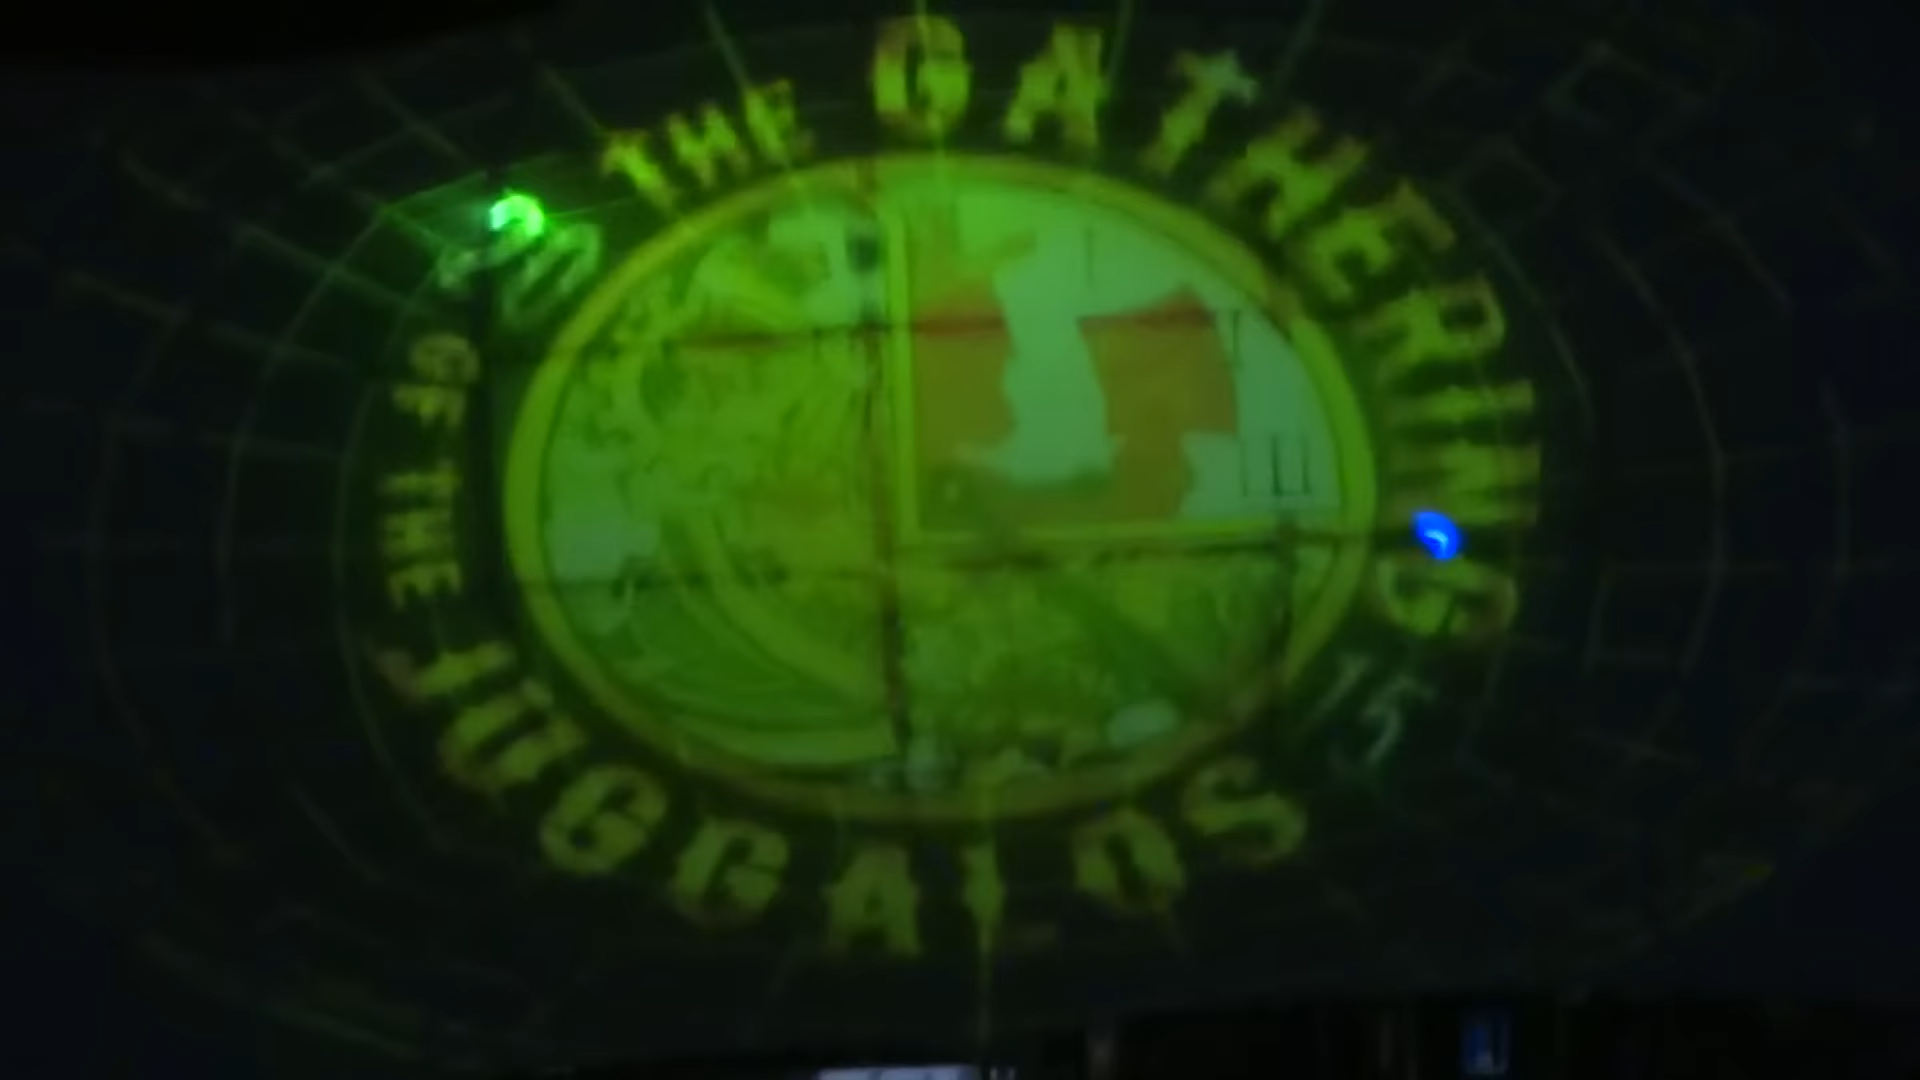 THE GATHERING
OF THE JUGGALOS
20
15